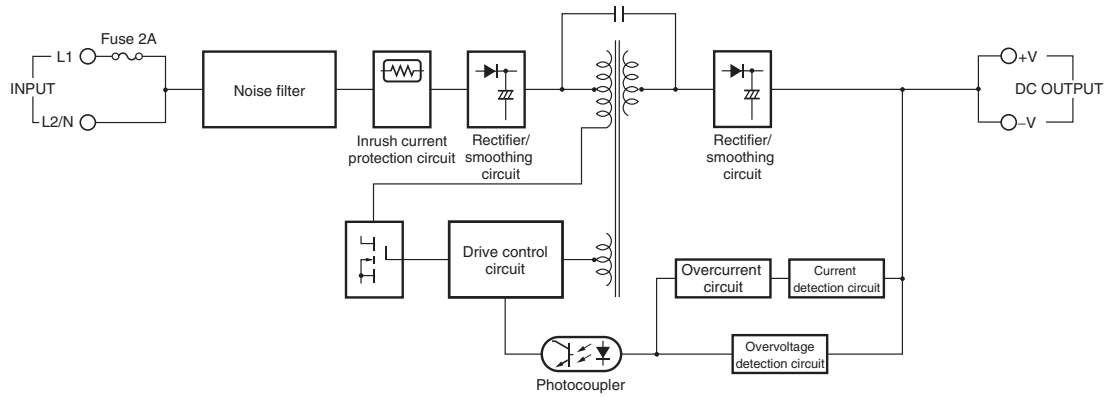 Fuse 2A
L1
INPUT
L2/N
Noise filter
Inrush current
protection circuit
Rectifier/
smoothing
circuit
Rectifier/
smoothing
circuit
+V
DC OUTPUT
–V
Drive control
circuit
Overcurrent
circuit
Current
detection circuit
Overvoltage
detection circuit
Photocoupler